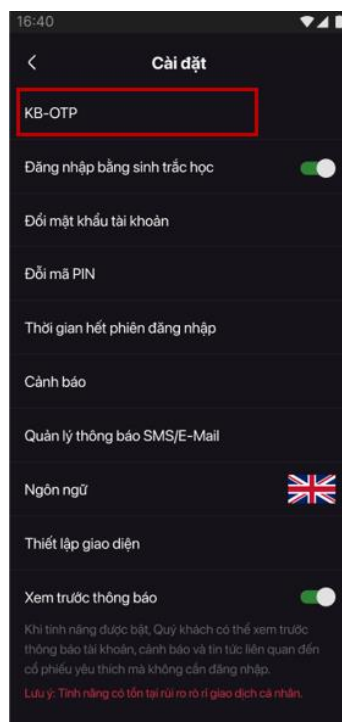 16:40
Cài đặt
KB-OTP
Đăng nhập bằng sinh trắc học
Đổi mật khẩu tài khoản
Đỗi mã PIN
Thời gian hết phiên đăng nhập
Cảnh báo
Quản lý thông báo SMS/E-Mail
Ngôn ngữ
Thiết lập giao diện
Xem trước thông báo
Khi tính năng được bật, Quý khách có thể xem trước
thông báo tài khoản, cảnh báo và tin tức liên quan đến
cổ phiếu yêu thích mà không cần đăng nhập.
Lưu ý: Tính năng có tồn tại rủi ro rò rỉ giao dịch cá nhân.